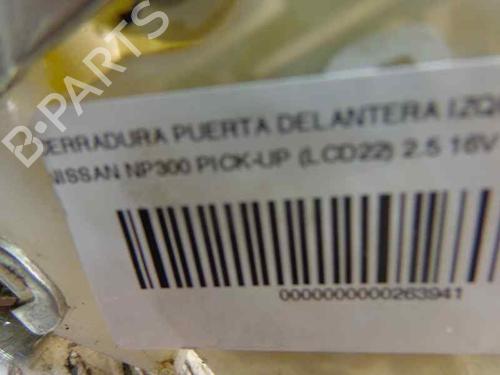 B-PARTS
CERRADURA PUERTA DELANTERA IZQ
NISSAN NP300 PICK-UP (LCD22) 2.5 16V
0000000000263941